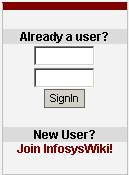 Already a user?
SignIn
New User?
Join InfosysWiki!